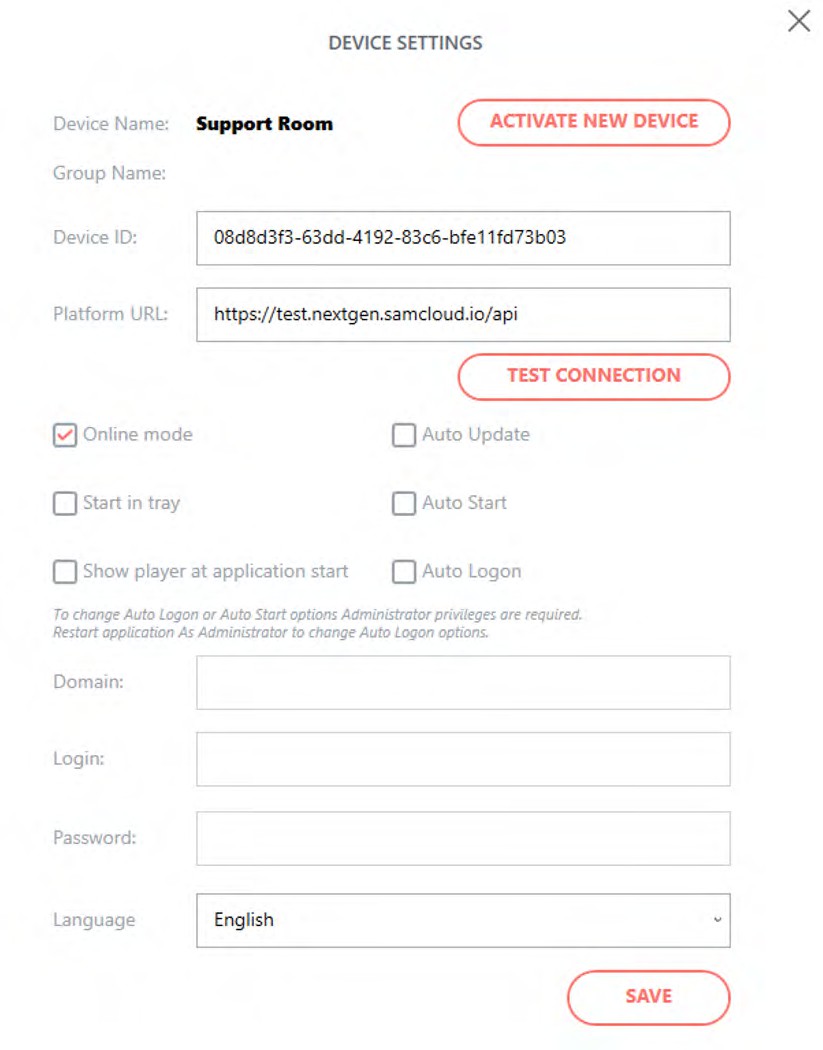 DEVICE SETTINGS
Device Name: Support Room ACTIVATE NEW DEVICE
Group Name:
Device ID: 08d8d3f3-63dd-4192-83c6-bfe11fd73b03
Platform URL: https://test.nextgen.samcloud.io/api
TEST CONNECTION
Online mode Auto Update
Start in tray Auto Start
Show player at application start Auto Logon
To change Auto Logon or Auto Start options Administrator privileges are required.
Restart application As Administrator to change Auto Logon options.
Domain:
Login:
Password:
Language English
SAVE